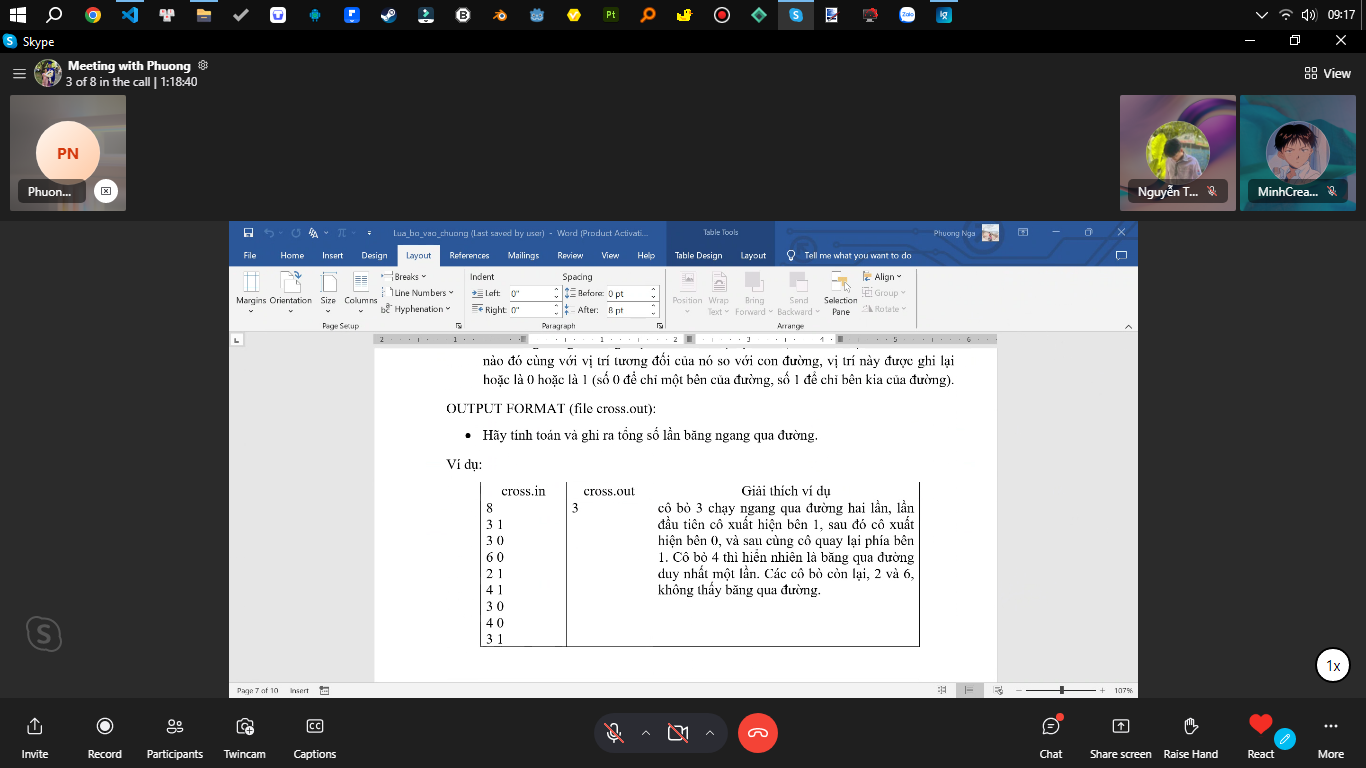 09:17
Skype
Meeting with Phuong
3 of 8 in the call | 1:18:40
View
PN
Phuon...
Nguyễn T...
MinhCrea...
Lua_bo_vao_chuong (Last saved by user) - Word (Product Activati...
Table Tools
Phuong Nga
File Home Insert Design Layout References Mailings Review View Help Table Design Layout Tell me what you want to do
Margins Orientation Size Columns
Breaks
Line Numbers
Hyphenation
Page Setup
Indent
Left: 0"
Right: 0"
Spacing
Before: 0 pt
After: 8 pt
Paragraph
Position Wrap Text Bring Forward Send Backward Selection Pane
Align
Group
Rotate
Arrange
nào đó cùng với vị trí tương đối của nó so với con đường, vị trí này được ghi lại
hoặc là 0 hoặc là 1 (số 0 để chỉ một bên của đường, số 1 để chỉ bên kia của đường).
OUTPUT FORMAT (file cross.out):
• Hãy tính toán và ghi ra tổng số lần băng ngang qua đường.
Ví dụ:
cross.in cross.out Giải thích ví dụ
8 3 cô bò 3 chạy ngang qua đường hai lần, lần
3 1 đầu tiên cô xuất hiện bên 1, sau đó cô xuất
3 0 hiện bên 0, và sau cùng cô quay lại phía bên
6 0 1. Cô bò 4 thì hiển nhiên là băng qua đường
2 1 duy nhất một lần. Các cô bò còn lại, 2 và 6,
4 1 không thấy băng qua đường.
3 0
4 0
3 1
Page 7 of 10 Insert 107%
1x
Invite Record Participants Twincam Captions Chat Share screen Raise Hand React More